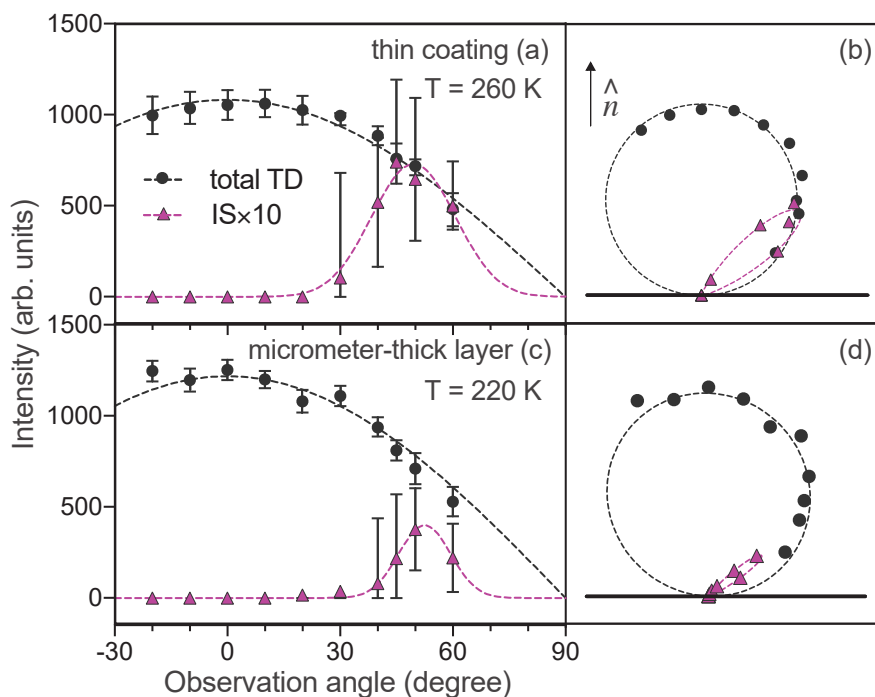 1500
thin coating (a)
(b)
T = 260 K
n̂
1000
total TD
IS×10
500
0
Intensity (arb. units)
1500
micrometer-thick layer (c)
(d)
T = 220 K
1000
500
0
-30 0 30 60 90
Observation angle (degree)